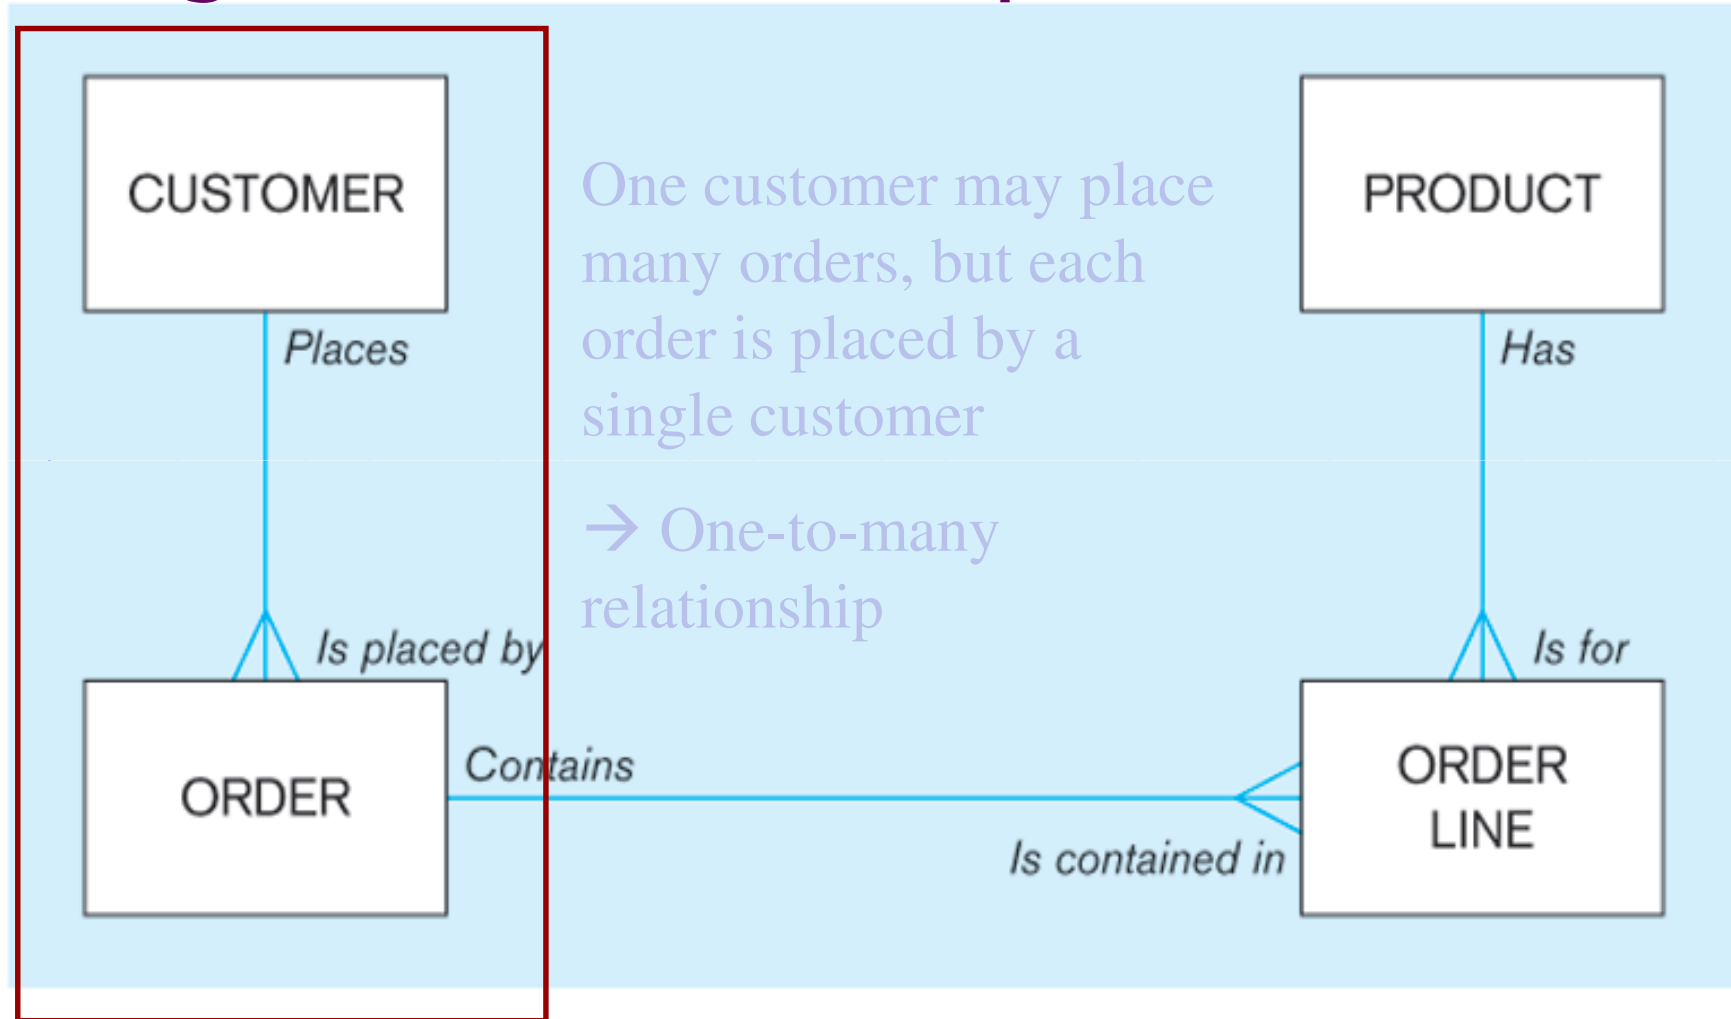 CUSTOMER
PRODUCT
One customer may place
many orders, but each
order is placed by a
single customer
Places
Has
→ One-to-many
relationship
Is placed by
Is for
ORDER
Contains
ORDER
LINE
Is contained in